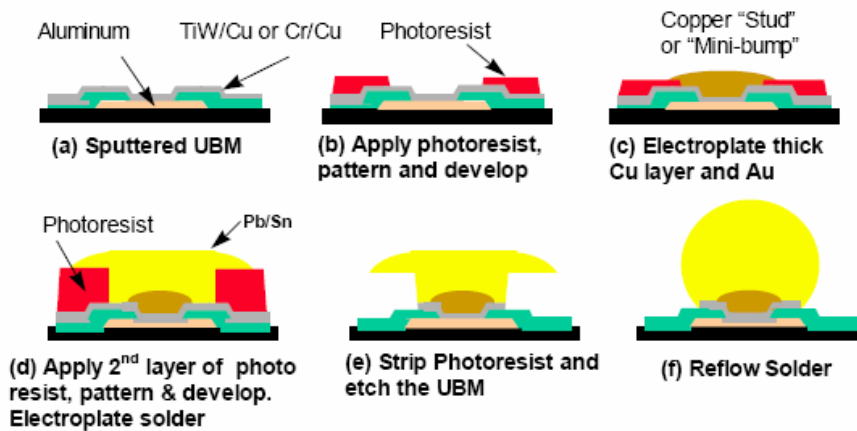 Aluminum
TiW/Cu or Cr/Cu
Photoresist
Copper “Stud”
or “Mini-bump”
(a) Sputtered UBM
(b) Apply photoresist,
pattern and develop
(c) Electroplate thick
Cu layer and Au
Photoresist
Pb/Sn
(d) Apply 2nd layer of photo
resist, pattern & develop.
Electroplate solder
(e) Strip Photoresist and
etch the UBM
(f) Reflow Solder